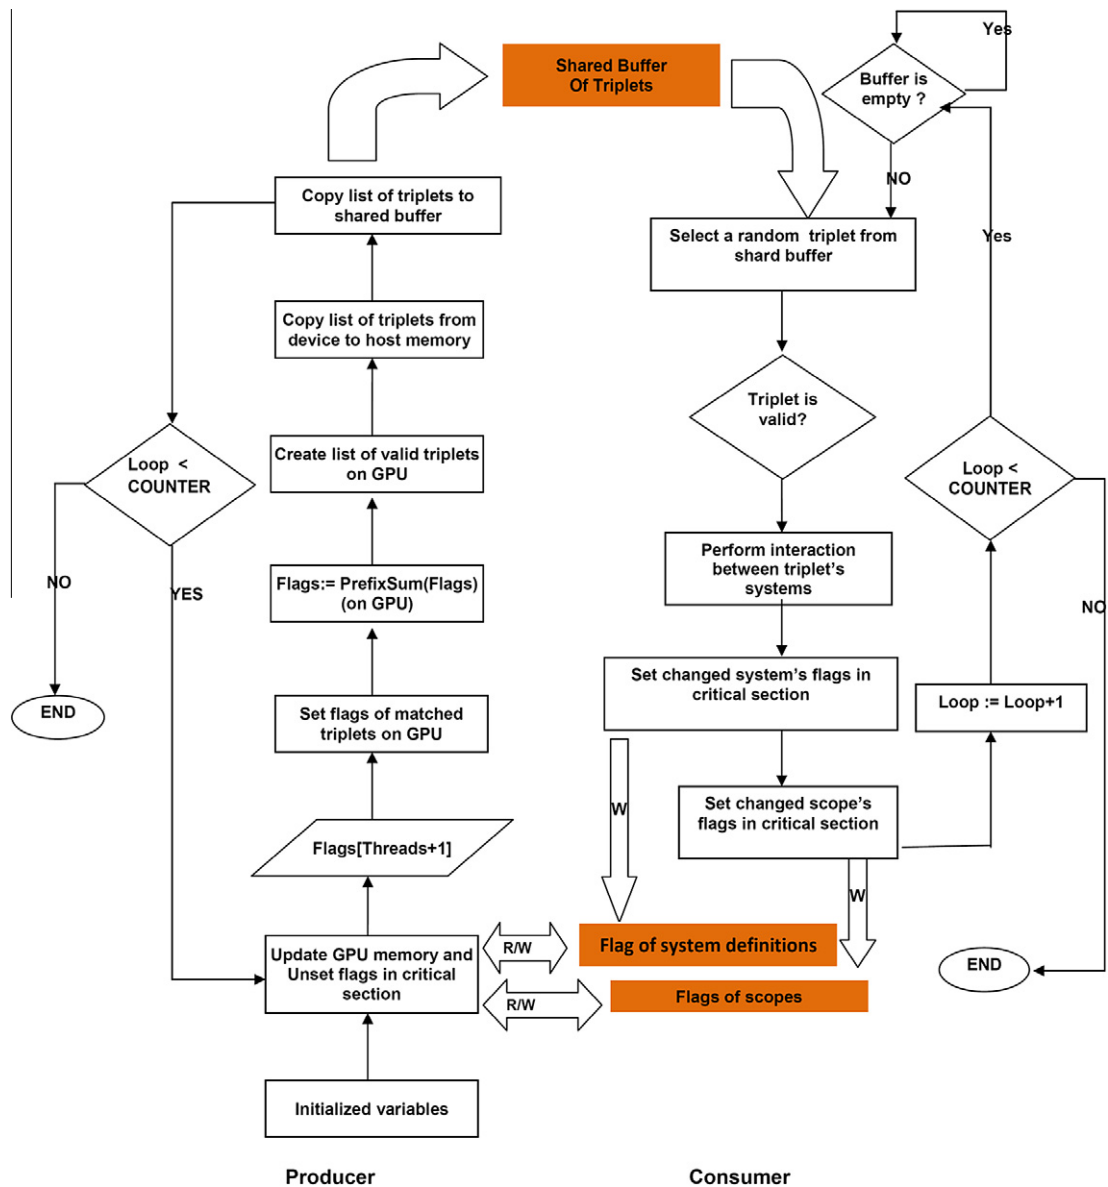 Yes
Shared Buffer
Of Triplets
Buffer is
empty ?
NO
Copy list of triplets to
shared buffer
Select a random triplet from
shard buffer
Yes
Copy list of triplets from
device to host memory
Triplet is
valid?
Loop <
COUNTER
Create list of valid triplets
on GPU
Loop <
COUNTER
Perform interaction
between triplet's
systems
NO
YES
Flags:= PrefixSum(Flags)
(on GPU)
NO
Set changed system's flags in
critical section
Loop := Loop+1
END
Set flags of matched
triplets on GPU
W
Set changed scope's
flags in critical section
Flags[Threads+1]
W
Update GPU memory and
Unset flags in critical
section
R/W
Flag of system definitions
R/W
Flags of scopes
END
Initialized variables
Producer
Consumer